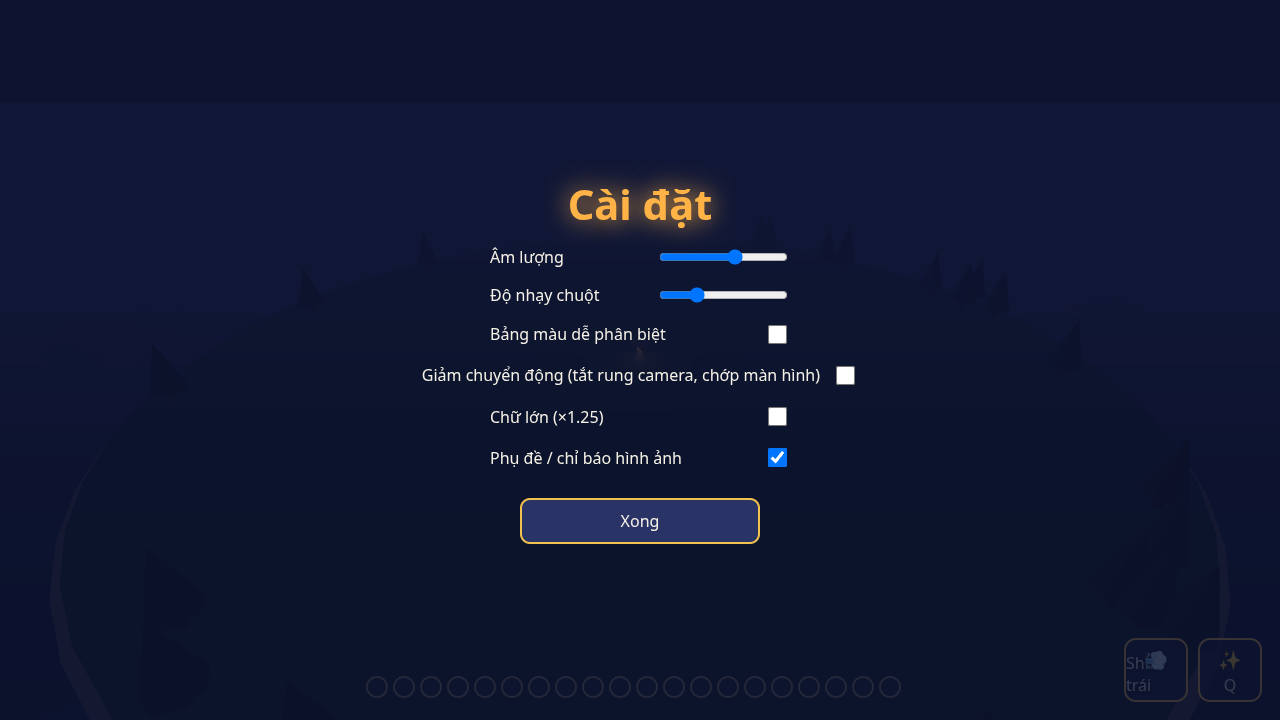 Cài đặt
Âm lượng
Độ nhạy chuột
Bảng màu dễ phân biệt
Giảm chuyển động (tắt rung camera, chớp màn hình)
Chữ lớn (×1.25)
Phụ đề / chỉ báo hình ảnh
Xong
trái
Q